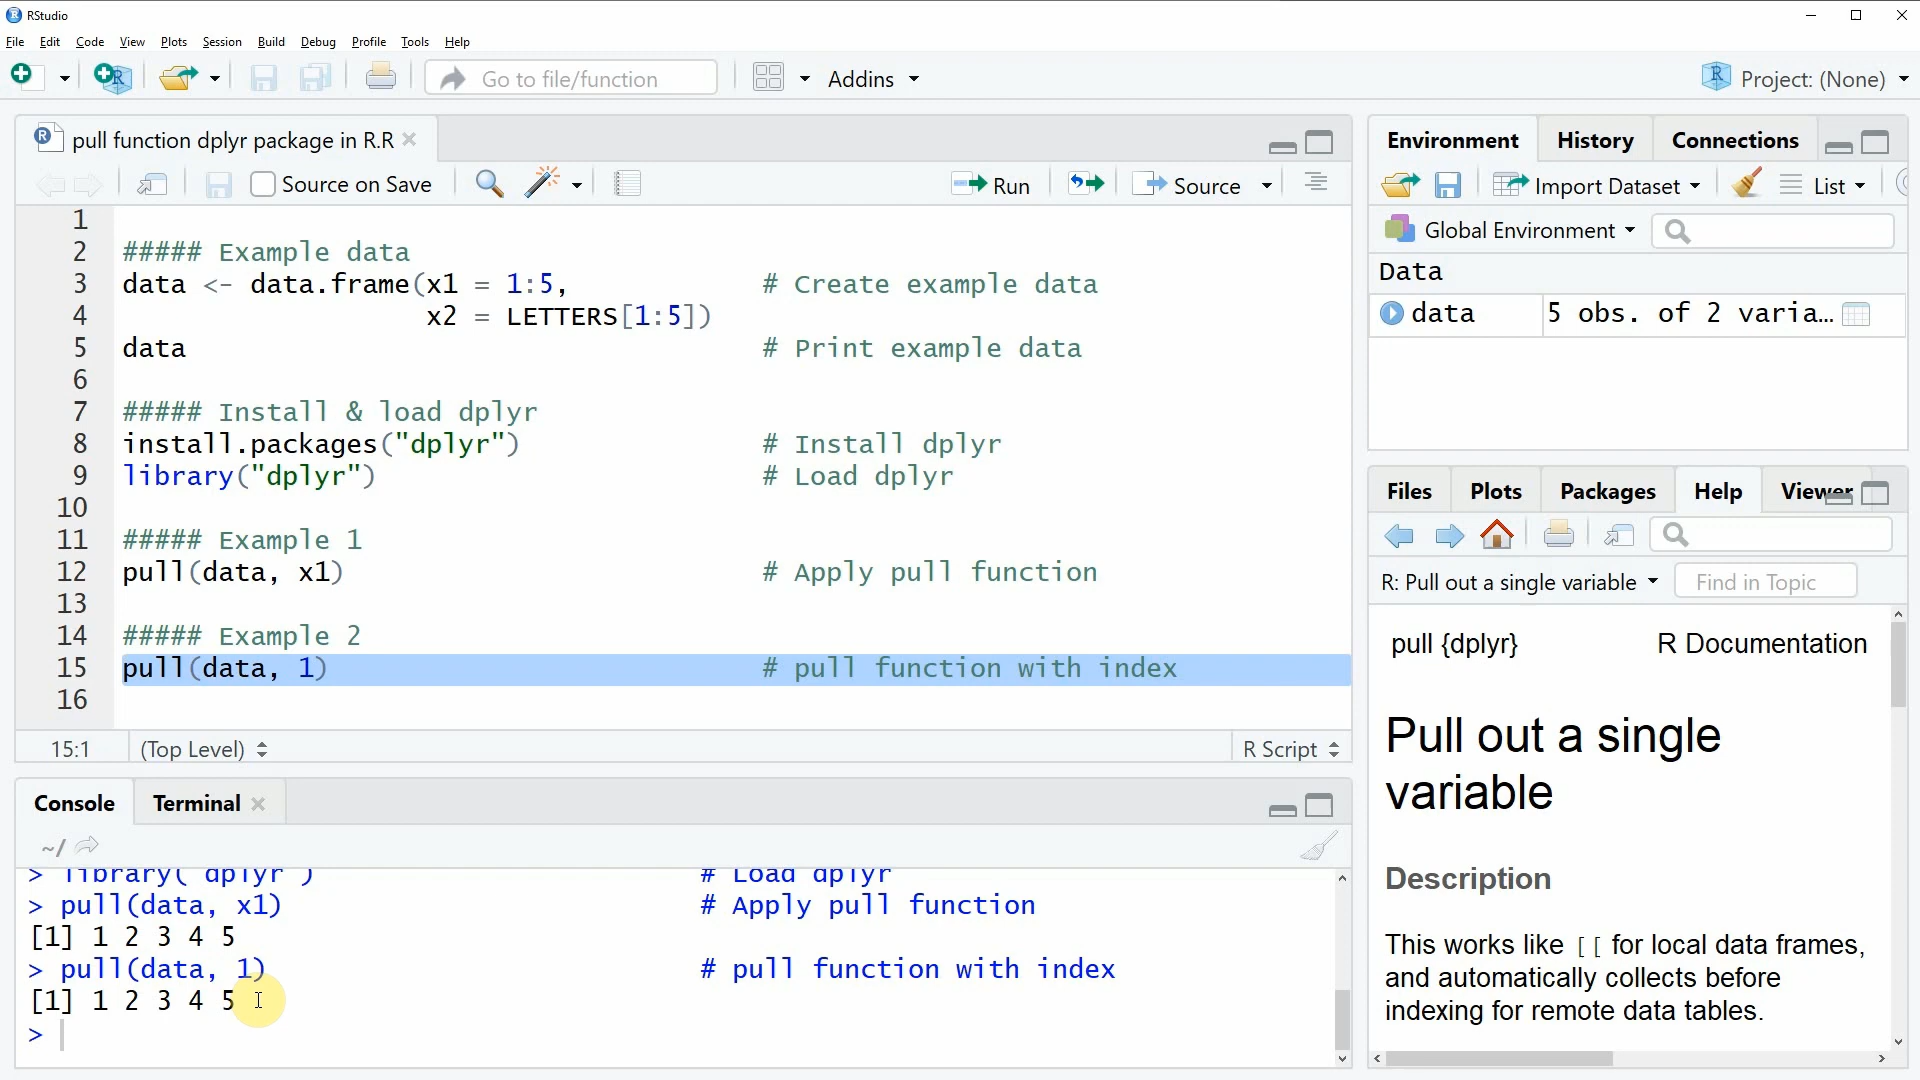 RStudio
File Edit Code View Plots Session Build Debug Profile Tools Help
Go to file/function Addins Project: (None)
pull function dplyr package in R.R
Source on Save Run Source
1
2 ##### Example data
3 data <- data.frame(x1 = 1:5, # Create example data
4 x2 = LETTERS[1:5])
5 data # Print example data
6
7 ##### Install & load dplyr
8 install.packages("dplyr") # Install dplyr
9 library("dplyr") # Load dplyr
10
11 ##### Example 1
12 pull(data, x1) # Apply pull function
13
14 ##### Example 2
15 pull(data, 1) # pull function with index
16
15:1 (Top Level) R Script
Console Terminal
~/
> library("dplyr") # Load dplyr
> pull(data, x1) # Apply pull function
[1] 1 2 3 4 5
> pull(data, 1) # pull function with index
[1] 1 2 3 4 5
>
Environment History Connections
Import Dataset List
Global Environment
Data
data 5 obs. of 2 varia...
Files Plots Packages Help Viewer
R: Pull out a single variable Find in Topic
pull {dplyr} R Documentation
Pull out a single
variable
Description
This works like [[ for local data frames,
and automatically collects before
indexing for remote data tables.